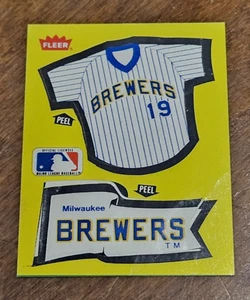 FLEER
BREWERS
19
PEEL
OFFICIAL LICENSEE
MAJOR LEAGUE BASEBALL
PEEL
Milwaukee
BREWERS
TM